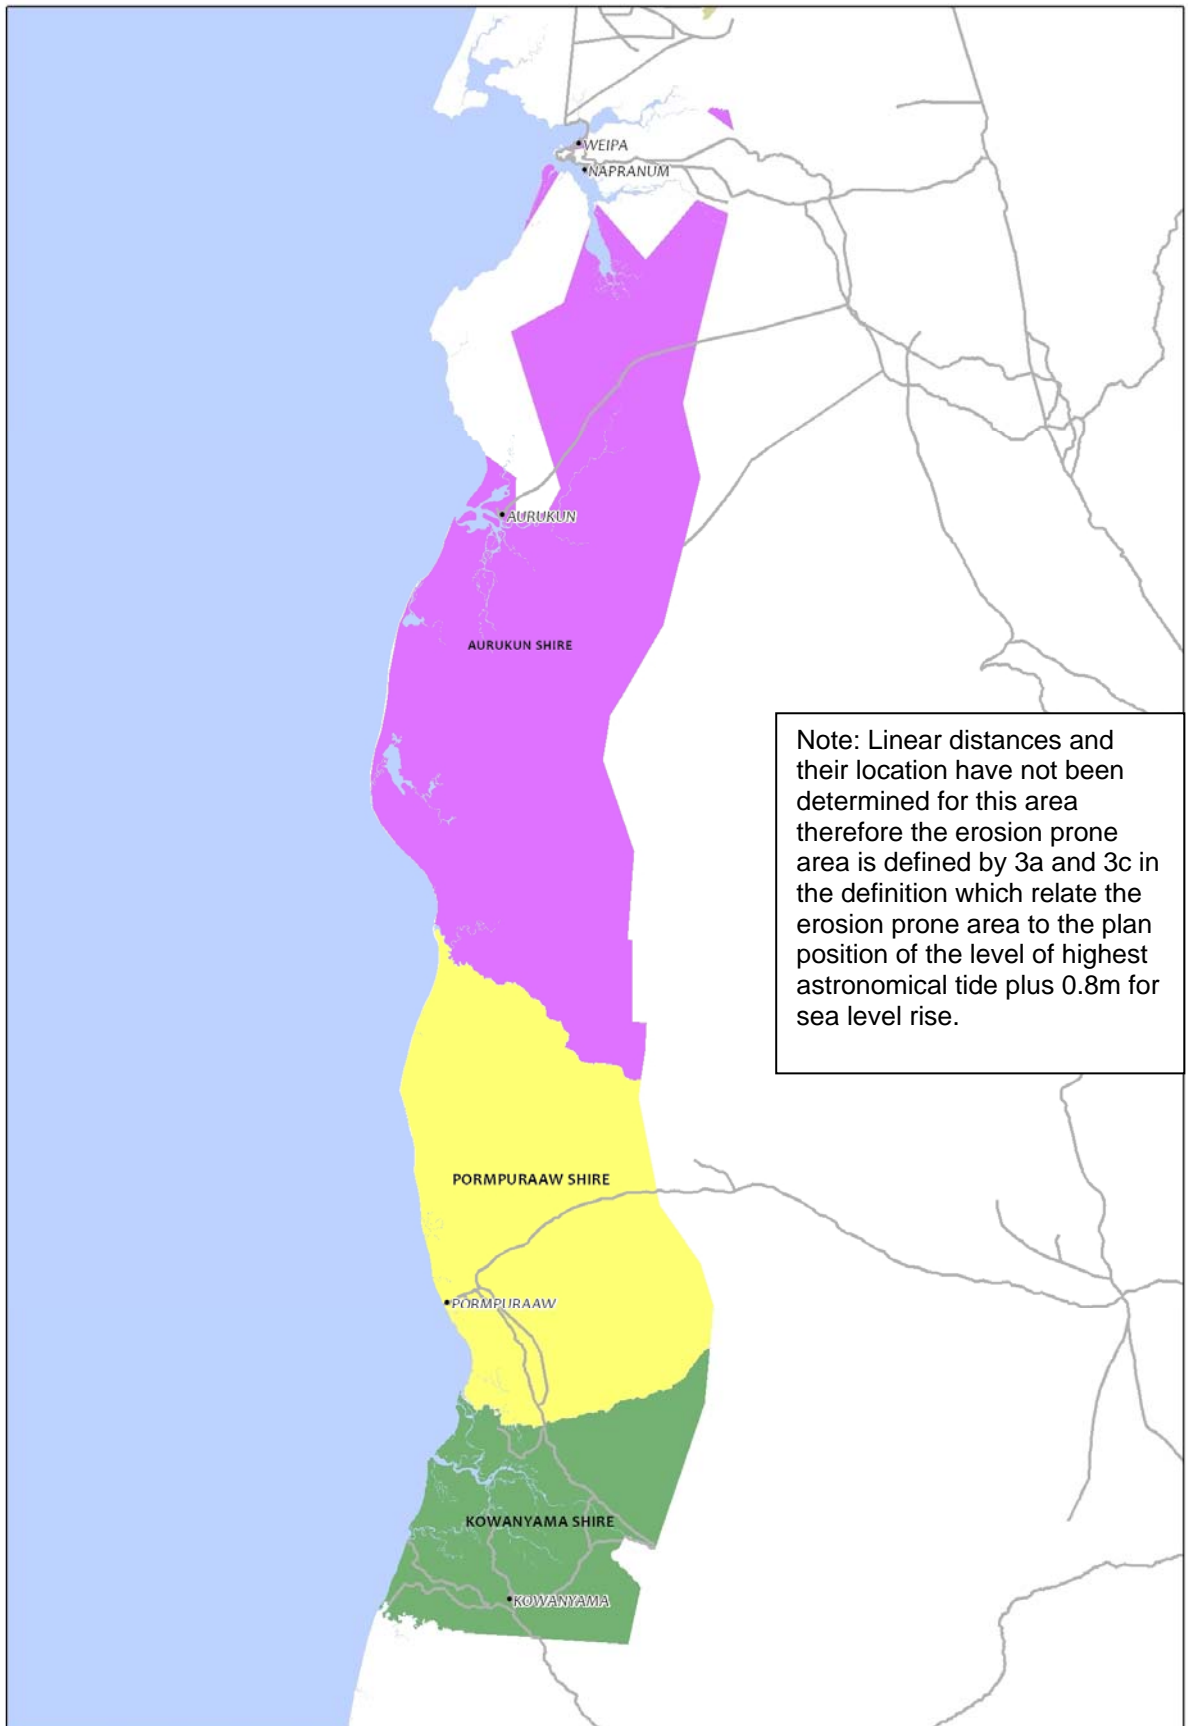 WEIPA
NAPRANUM
AURUKUN
AURUKUN SHIRE
Note: Linear distances and
their location have not been
determined for this area
therefore the erosion prone
area is defined by 3a and 3c in
the definition which relate the
erosion prone area to the plan
position of the level of highest
astronomical tide plus 0.8m for
sea level rise.
PORMPURAAW SHIRE
PORMPURAAW
KOWANYAMA SHIRE
KOWANYAMA